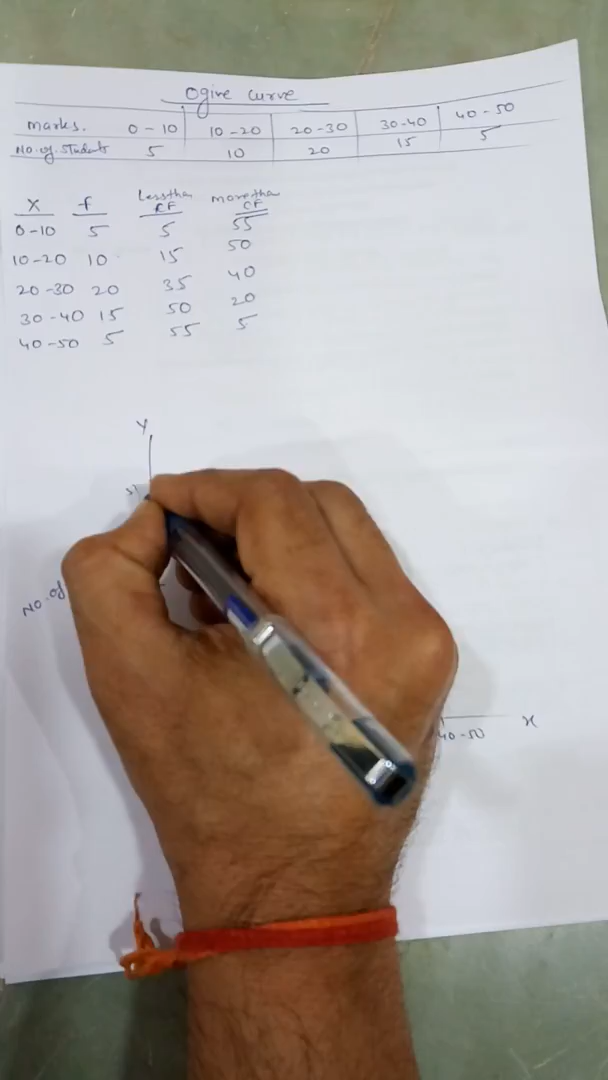 Ogive curve
marks. 0-10 10-20 20-30 30-40 40-50
No. of. Students 5 10 20 15 5
X f less than CF more than CF
0-10 5 5 55
10-20 10 15 50
20-30 20 35 40
30-40 15 50 20
40-50 5 55 5
Y
No. of
40-50 x